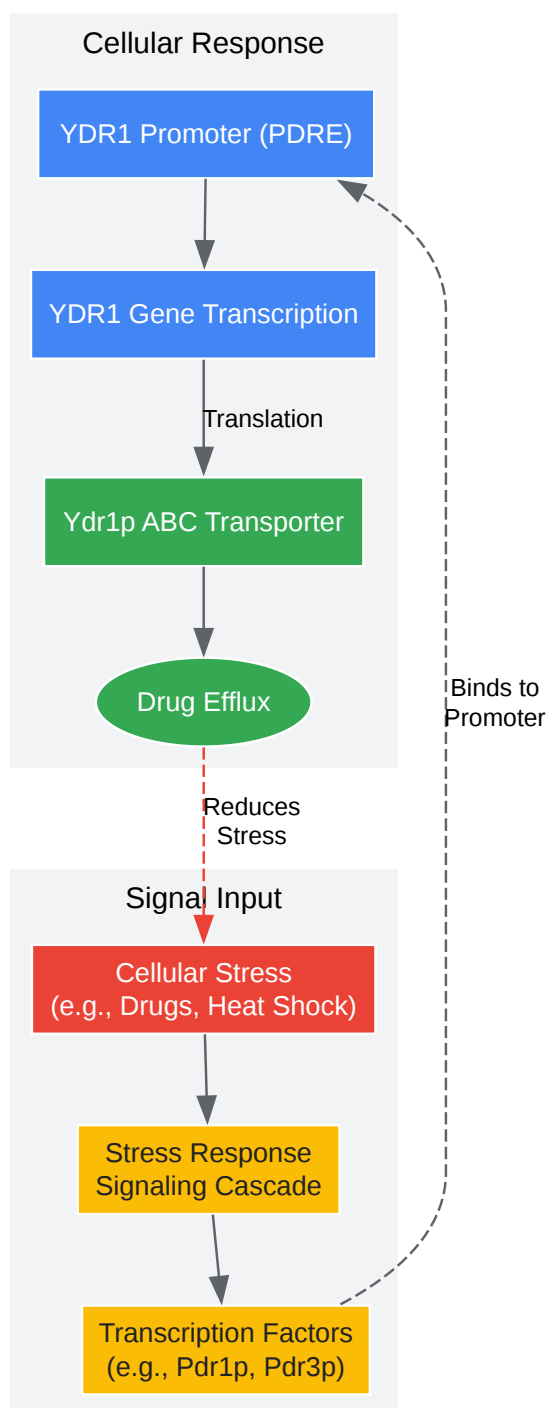 Cellular Response
YDR1 Promoter (PDRE)
YDR1 Gene Transcription
Translation
Ydr1p ABC Transporter
Drug Efflux
Binds to
Promoter
Reduces
Stress
Signal Input
Cellular Stress
(e.g., Drugs, Heat Shock)
Stress Response
Signaling Cascade
Transcription Factors
(e.g., Pdr1p, Pdr3p)